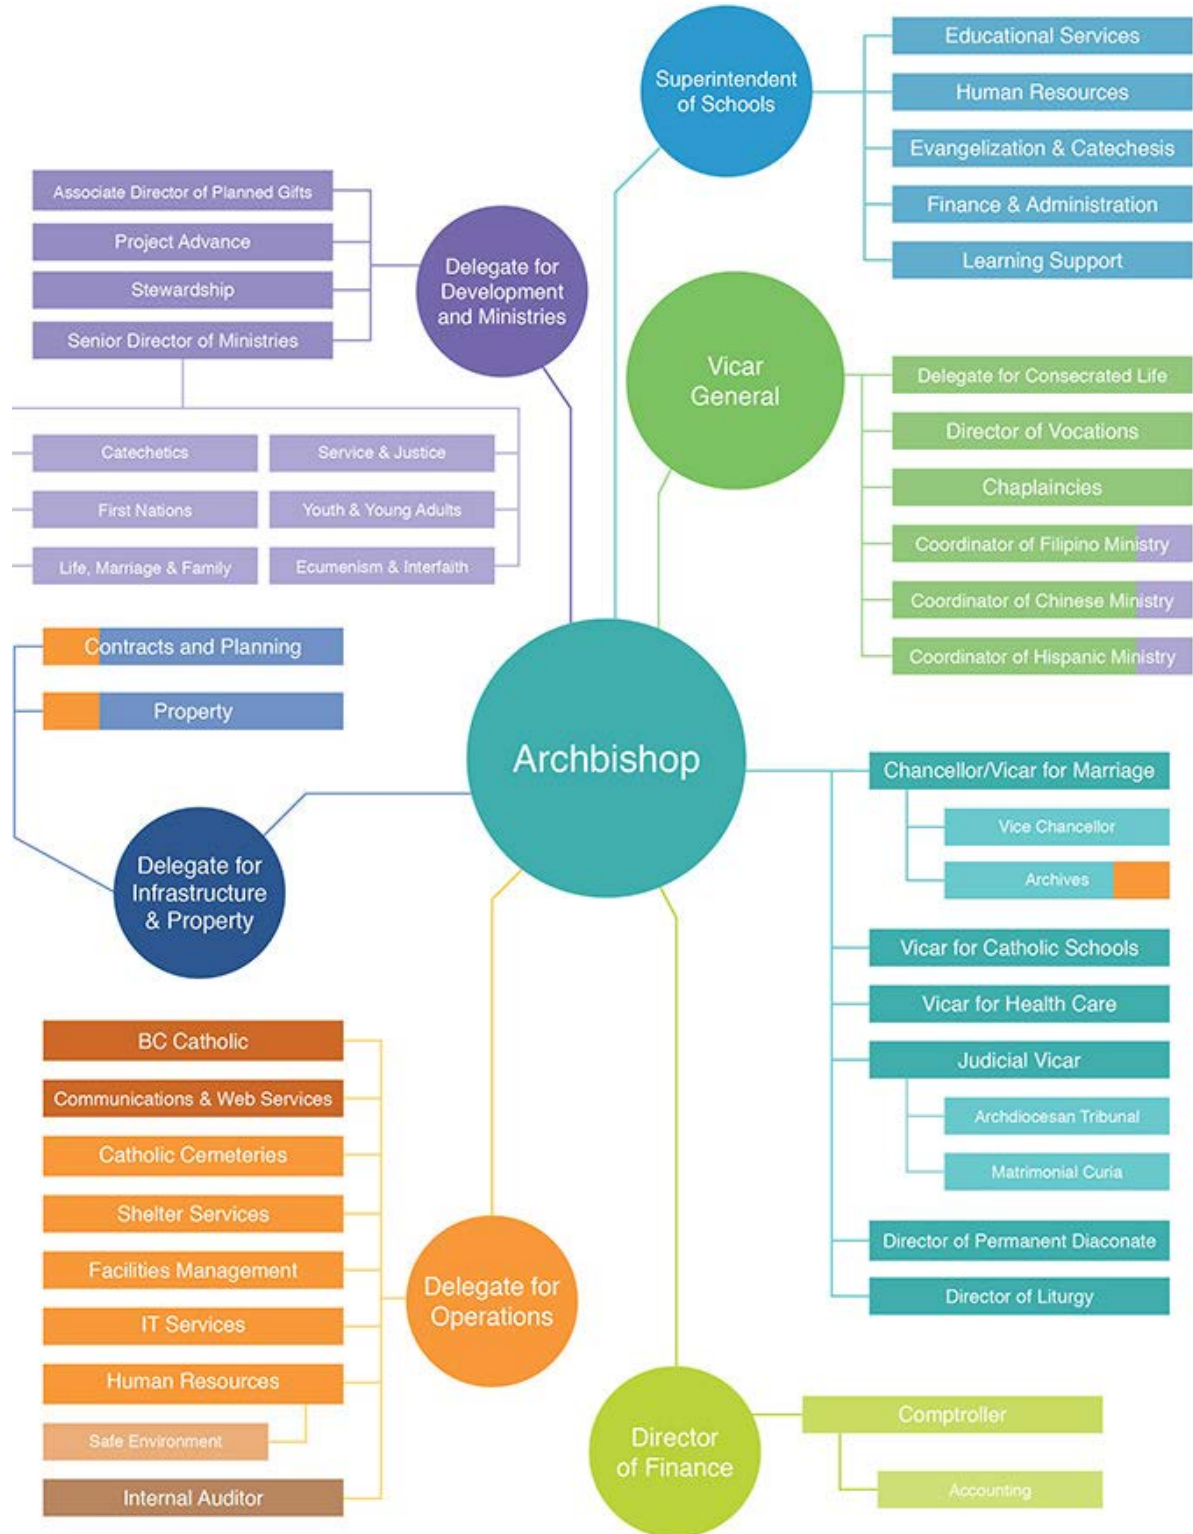 Superintendent
of Schools
Educational Services
Human Resources
Evangelization & Catechesis
Finance & Administration
Learning Support
Associate Director of Planned Gifts
Project Advance
Stewardship
Senior Director of Ministries
Delegate for
Development
and Ministries
Catechetics
Service & Justice
First Nations
Youth & Young Adults
Life, Marriage & Family
Ecumenism & Interfaith
Vicar
General
Delegate for Consecrated Life
Director of Vocations
Chaplaincies
Coordinator of Filipino Ministry
Coordinator of Chinese Ministry
Coordinator of Hispanic Ministry
Contracts and Planning
Property
Delegate for
Infrastructure
& Property
Archbishop
Chancellor/Vicar for Marriage
Vice Chancellor
Archives
Vicar for Catholic Schools
Vicar for Health Care
Judicial Vicar
Archdiocesan Tribunal
Matrimonial Curia
Director of Permanent Diaconate
Director of Liturgy
BC Catholic
Communications & Web Services
Catholic Cemeteries
Shelter Services
Facilities Management
IT Services
Human Resources
Safe Environment
Internal Auditor
Delegate for
Operations
Director
of Finance
Comptroller
Accounting